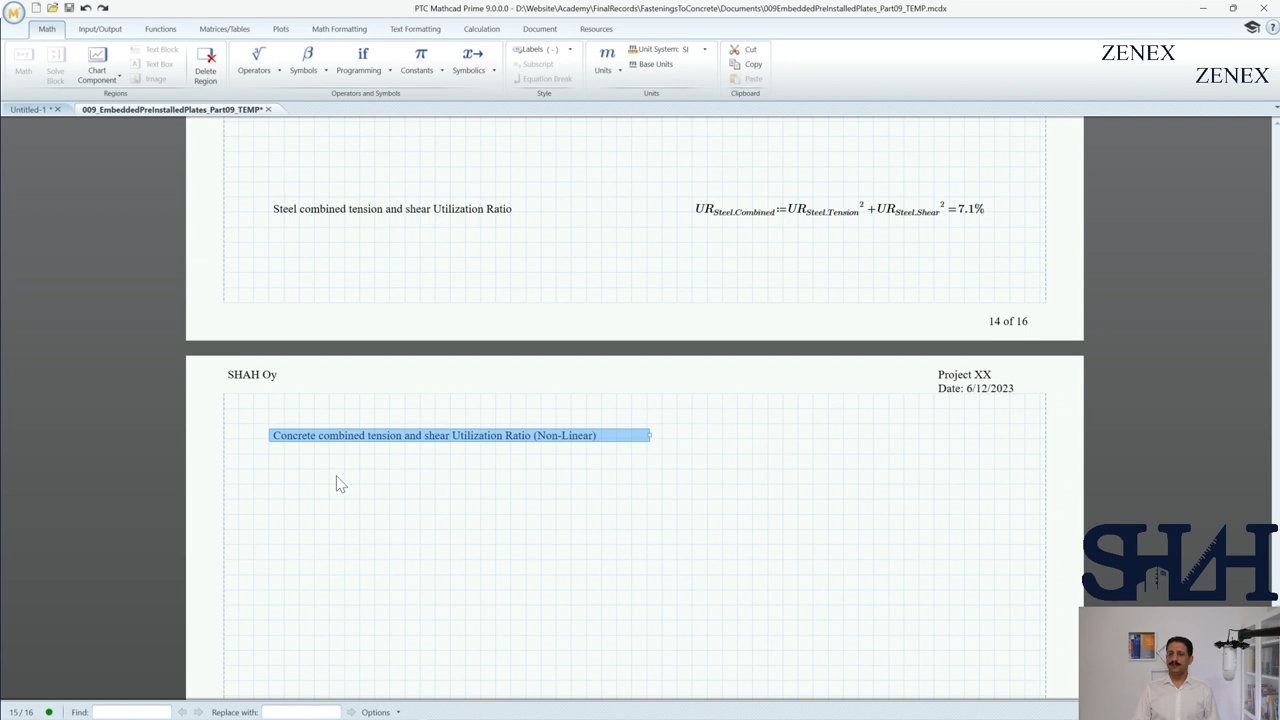 PTC Mathcad Prime 9.0.0.0 - D:\Website\Academy\FinalRecords\FasteningsToConcrete\Documents\009EmbeddedPreInstalledPlates_Part09_TEMP.mcdx
Math Input/Output Functions Matrices/Tables Plots Math Formatting Text Formatting Calculation Document Resources
Math
Solve Block
Chart Component
Text Block
Text Box
Image
Delete Region
Operators
Symbols
Programming
Constants
Symbolics
Labels ( - )
Subscript
Equation Break
Units
Unit System: SI
Base Units
Cut
Copy
Paste
Regions Operators and Symbols Style Units Clipboard
ZENEX
ZENEX
Untitled-1 * 009_EmbeddedPreInstalledPlates_Part09_TEMP*
Steel combined tension and shear Utilization Ratio UR_Steel.Combined := UR_Steel.Tension² + UR_Steel.Shear² = 7.1%
14 of 16
SHAH Oy Project XX
Date: 6/12/2023
Concrete combined tension and shear Utilization Ratio (Non-Linear)
SHAH
15 / 16 Find: Replace with: Options